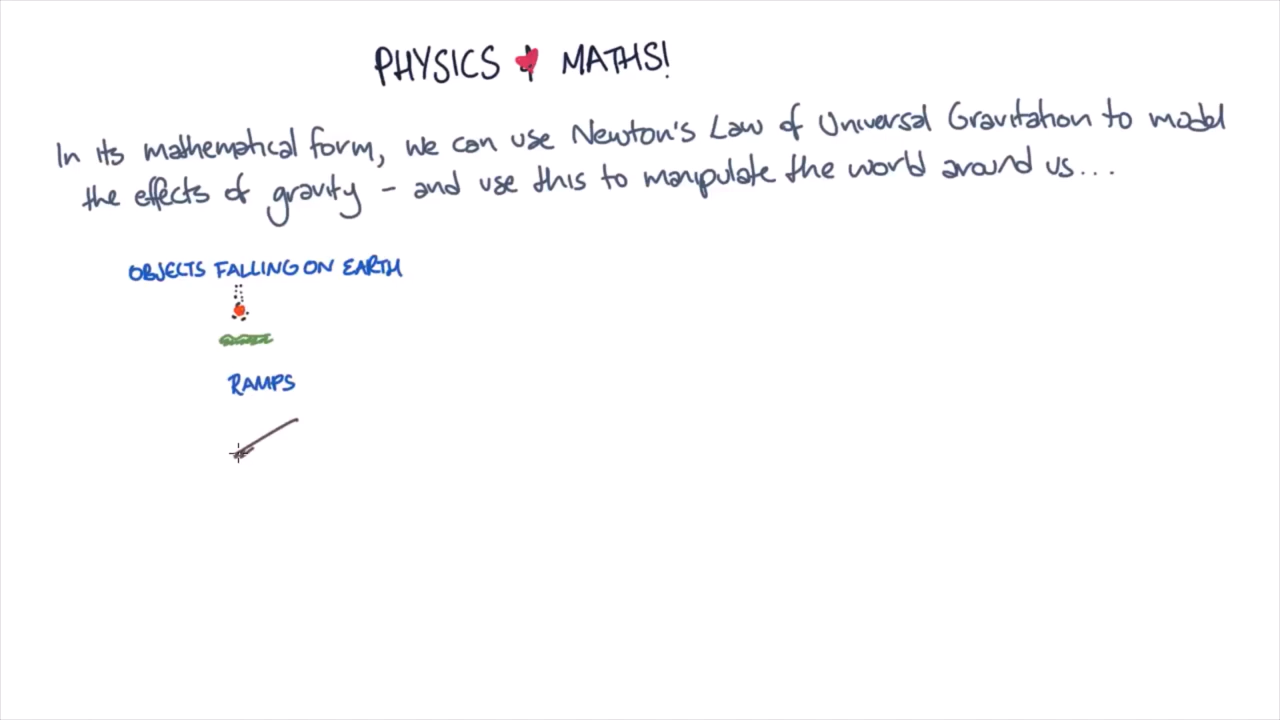 PHYSICS & MATHS!
In its mathematical form, we can use Newton's Law of Universal Gravitation to model
the effects of gravity - and use this to manipulate the world around us...
OBJECTS FALLING ON EARTH
RAMPS